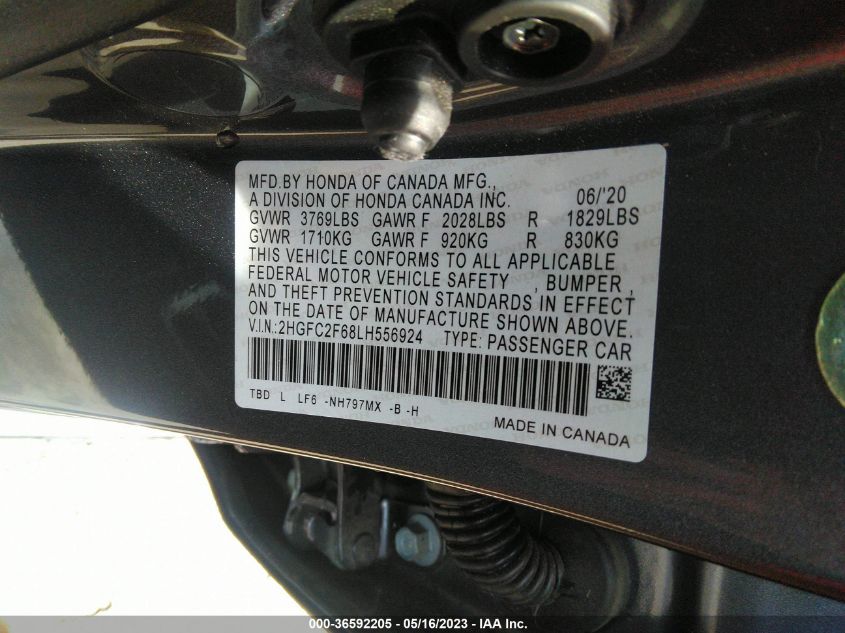 MFD.BY HONDA OF CANADA MFG.,
A DIVISION OF HONDA CANADA INC. 06/'20
GVWR 3769LBS GAWR F 2028LBS R 1829LBS
GVWR 1710KG GAWR F 920KG R 830KG
THIS VEHICLE CONFORMS TO ALL APPLICABLE
FEDERAL MOTOR VEHICLE SAFETY , BUMPER ,
AND THEFT PREVENTION STANDARDS IN EFFECT
ON THE DATE OF MANUFACTURE SHOWN ABOVE.
V.I.N.:2HGFC2F68LH556924 TYPE: PASSENGER CAR
TBD L LF6 -NH797MX -B -H
MADE IN CANADA
000-36592205 - 05/16/2023 - IAA Inc.